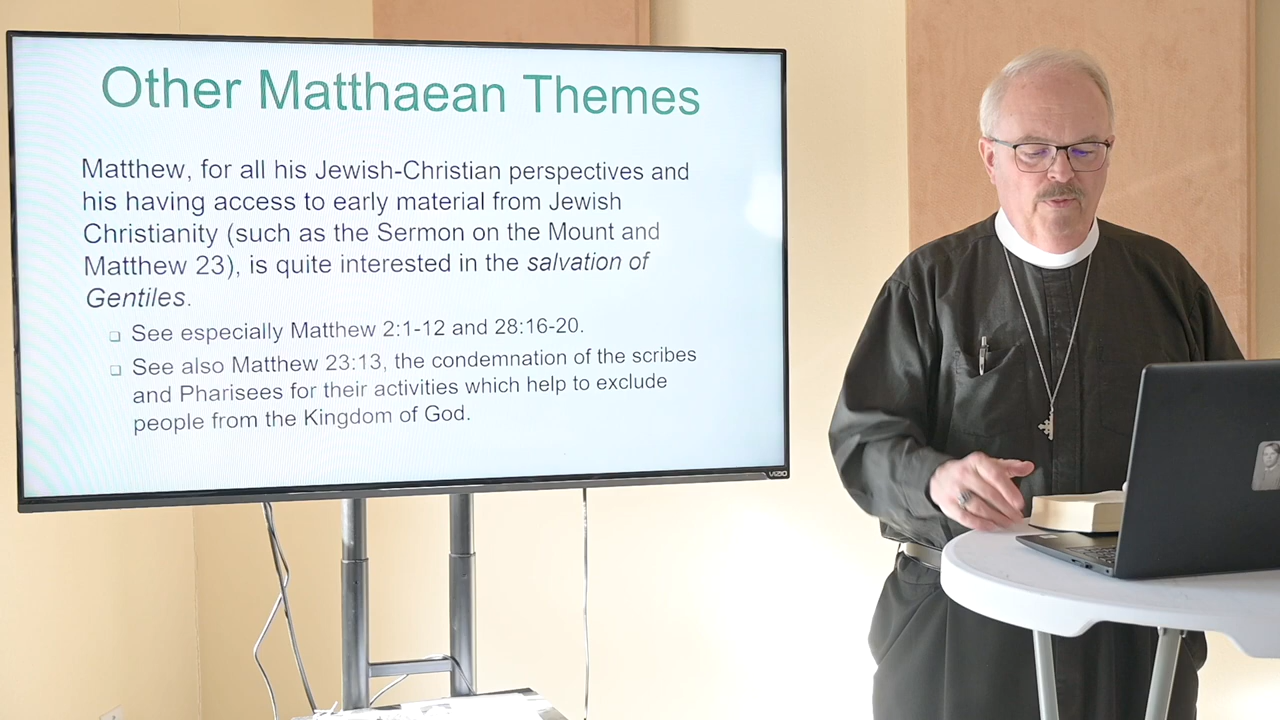 Other Matthaean Themes
Matthew, for all his Jewish-Christian perspectives and
his having access to early material from Jewish
Christianity (such as the Sermon on the Mount and
Matthew 23), is quite interested in the salvation of
Gentiles.
See especially Matthew 2:1-12 and 28:16-20.
See also Matthew 23:13, the condemnation of the scribes
and Pharisees for their activities which help to exclude
people from the Kingdom of God.
VIZIO